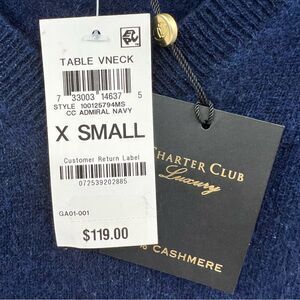 TABLE VNECK
7 33003 14637 5
STYLE 100125794MS
CC ADMIRAL NAVY
X SMALL
Customer Return Label
072539202885
GA01-001
$119.00
CHARTER CLUB
Luxury
% CASHMERE